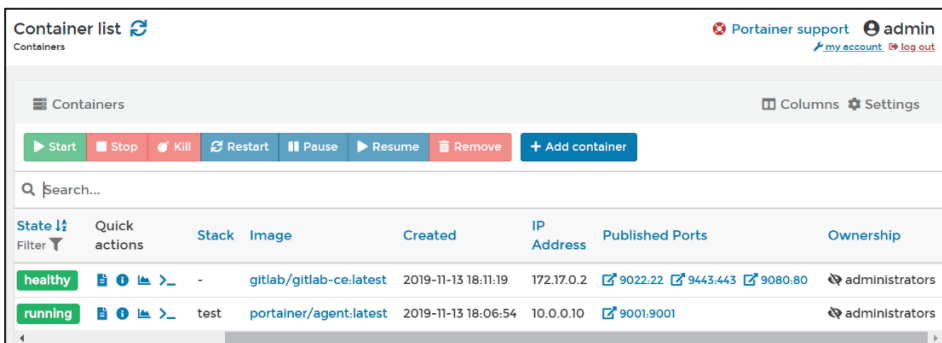 Container list
Portainer support admin
Containers
my account log out
Containers
Columns Settings
Start Stop Kill Restart Pause Resume Remove + Add container
Search...
State Quick actions Stack Image Created IP Address Published Ports Ownership
Filter
healthy - gitlab/gitlab-ce:latest 2019-11-13 18:11:19 172.17.0.2 9022:22 9443:443 9080:80 administrators
running test portainer/agent:latest 2019-11-13 18:06:54 10.0.0.10 9001:9001 administrators